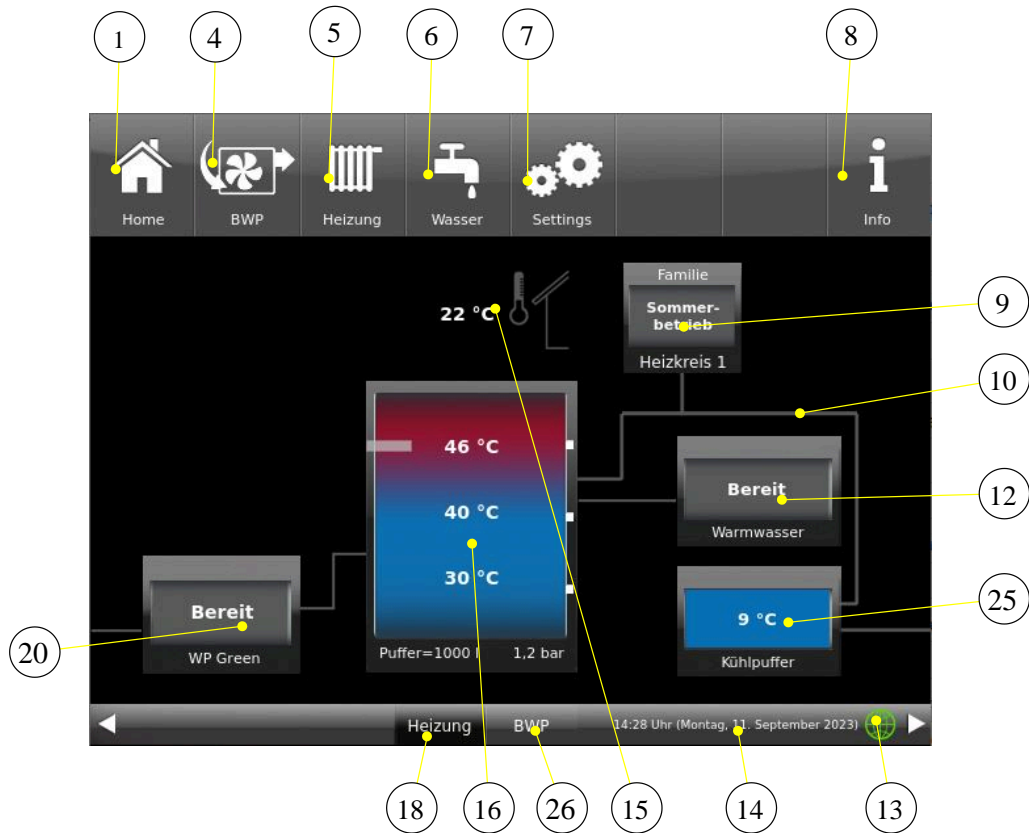 1 4 5 6 7 8
Home BWP Heizung Wasser Settings Info
Familie
22 °C
Sommer-
betrieb
9
Heizkreis 1
10
46 °C
Bereit
12
40 °C
Warmwasser
30 °C
Bereit
9 °C
25
20
WP Green
Puffer=1000 l 1,2 bar
Kühlpuffer
Heizung BWP 14:28 Uhr (Montag, 11. September 2023)
18 16 26 15 14 13